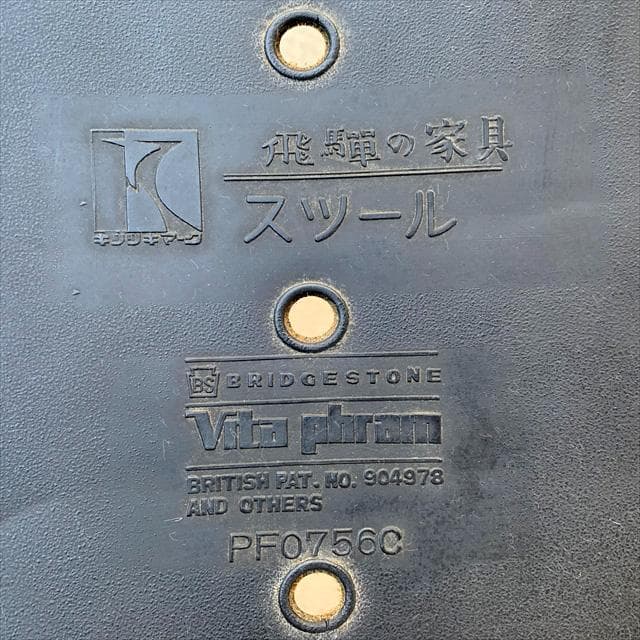 飛騨の家具
キツツキマーク
スツール
BS BRIDGESTONE
Vita phram
BRITISH PAT. NO. 904978
AND OTHERS
PF0756C